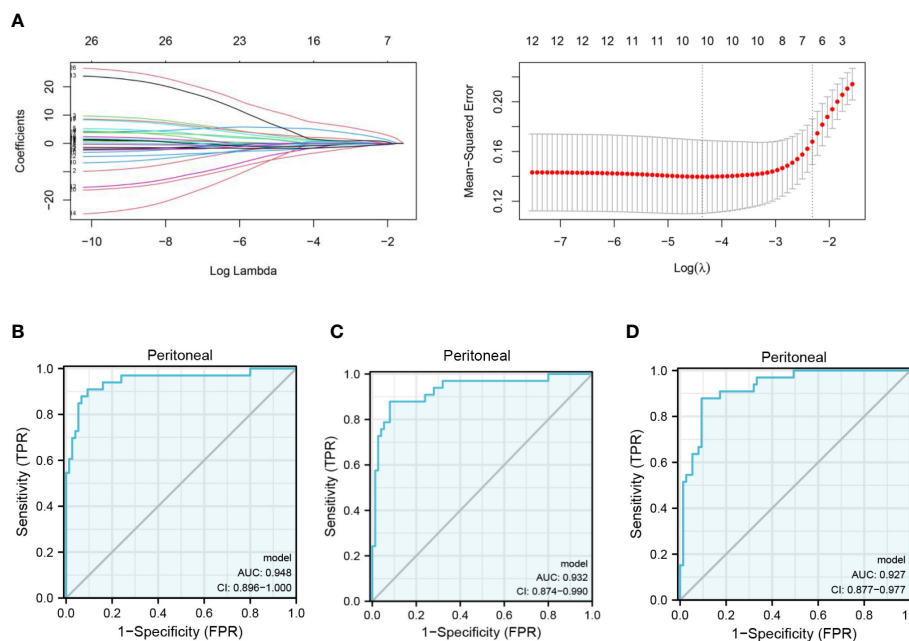 A
26 26 23 16 7
20
10
0
−10
−20
Coefficients
−10 −8 −6 −4 −2
Log Lambda
12 12 12 12 11 11 10 10 10 10 8 7 6 3
0.20
0.16
0.12
Mean−Squared Error
−7 −6 −5 −4 −3 −2
Log(λ)
B
Peritoneal
1.0
0.8
0.6
0.4
0.2
0.0
Sensitivity (TPR)
model
AUC: 0.948
CI: 0.896−1.000
0.0 0.2 0.4 0.6 0.8 1.0
1−Specificity (FPR)
C
Peritoneal
1.0
0.8
0.6
0.4
0.2
0.0
Sensitivity (TPR)
model
AUC: 0.932
CI: 0.874−0.990
0.0 0.2 0.4 0.6 0.8 1.0
1−Specificity (FPR)
D
Peritoneal
1.0
0.8
0.6
0.4
0.2
0.0
Sensitivity (TPR)
model
AUC: 0.927
CI: 0.877−0.977
0.0 0.2 0.4 0.6 0.8 1.0
1−Specificity (FPR)